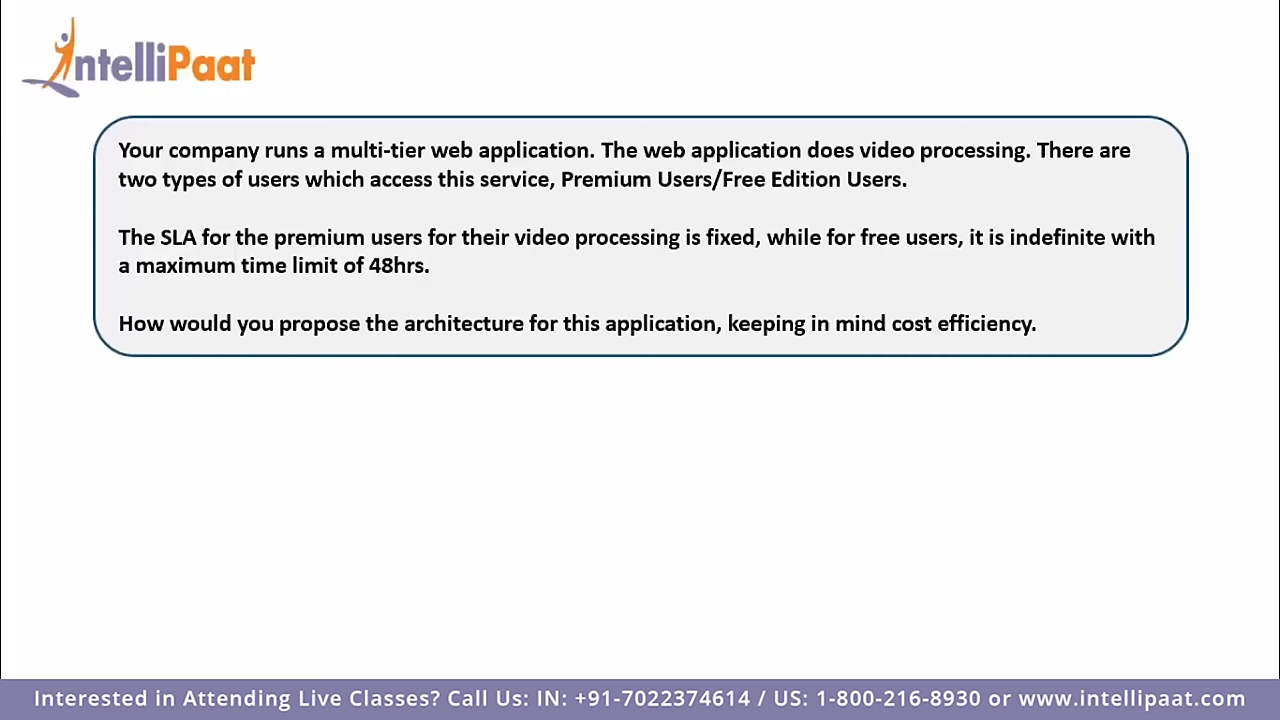 IntelliPaat
Your company runs a multi-tier web application. The web application does video processing. There are
two types of users which access this service, Premium Users/Free Edition Users.
The SLA for the premium users for their video processing is fixed, while for free users, it is indefinite with
a maximum time limit of 48hrs.
How would you propose the architecture for this application, keeping in mind cost efficiency.
Interested in Attending Live Classes? Call Us: IN: +91-7022374614 / US: 1-800-216-8930 or www.intellipaat.com